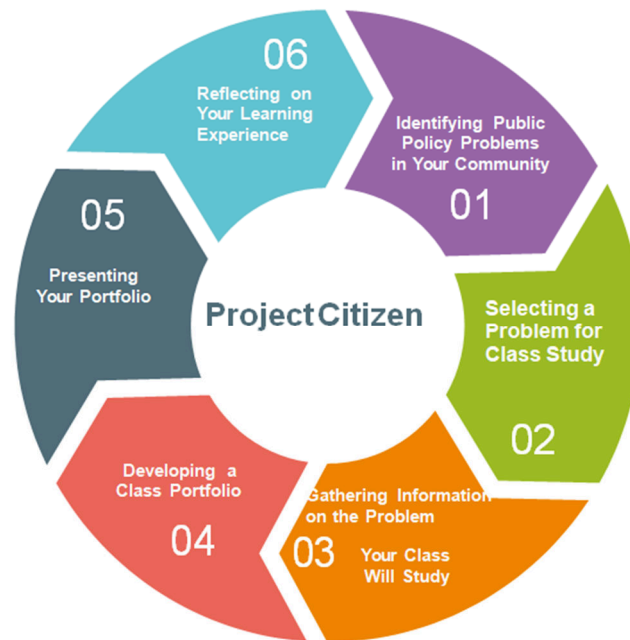 06
Reflecting on
Your Learning
Experience
Identifying Public
Policy Problems
in Your Community
01
Selecting a
Problem for
Class Study
02
Gathering Information
on the Problem
03
Your Class
Will Study
Developing a
Class Portfolio
04
05
Presenting
Your Portfolio
Project Citizen